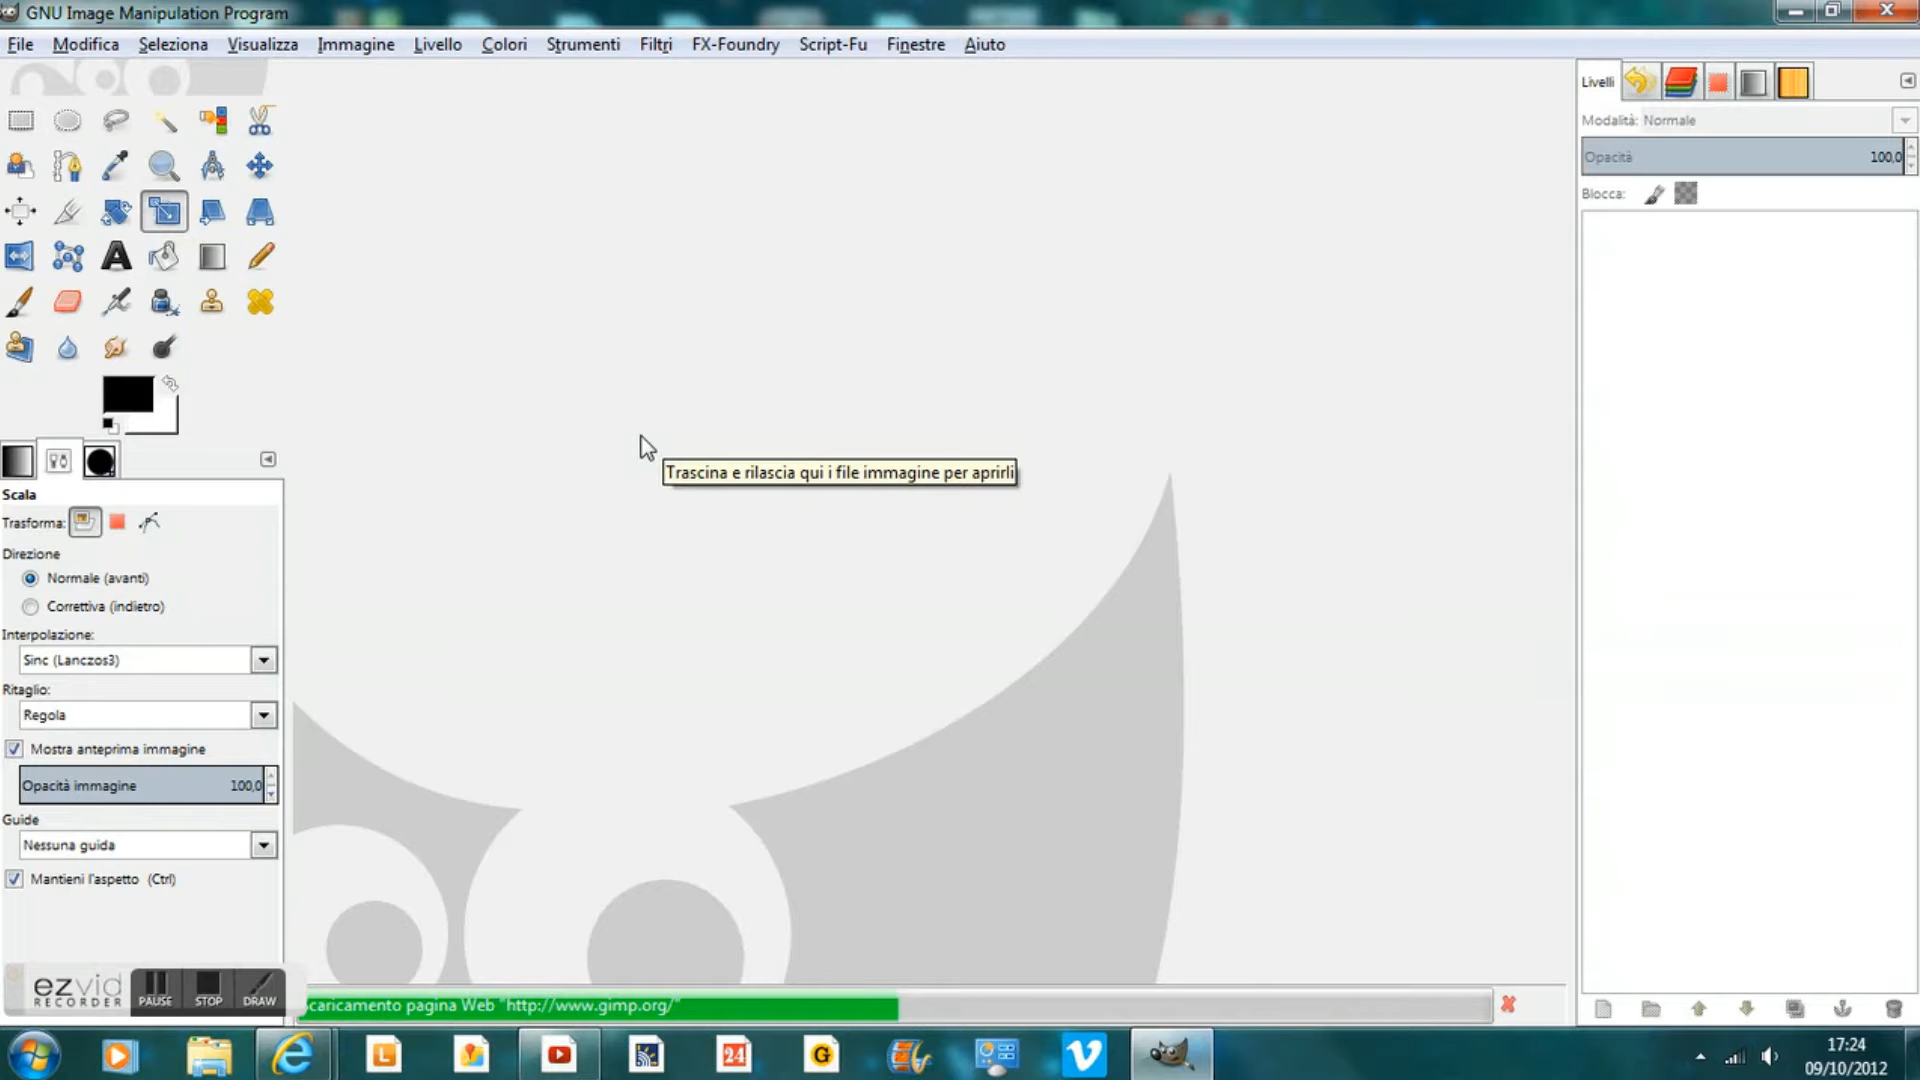 GNU Image Manipulation Program
File Modifica Seleziona Visualizza Immagine Livello Colori Strumenti Filtri FX-Foundry Script-Fu Finestre Aiuto
Livelli
Modalità: Normale
Opacità 100,0
Blocca:
Trascina e rilascia qui i file immagine per aprirli
Scala
Trasforma:
Direzione
Normale (avanti)
Correttiva (indietro)
Interpolazione:
Sinc (Lanczos3)
Ritaglio:
Regola
Mostra anteprima immagine
Opacità immagine 100,0
Guide
Nessuna guida
Mantieni l'aspetto (Ctrl)
ezvid
RECORDER
PAUSE STOP DRAW
caricamento pagina Web "http://www.gimp.org/"
L
24
G
17:24
09/10/2012